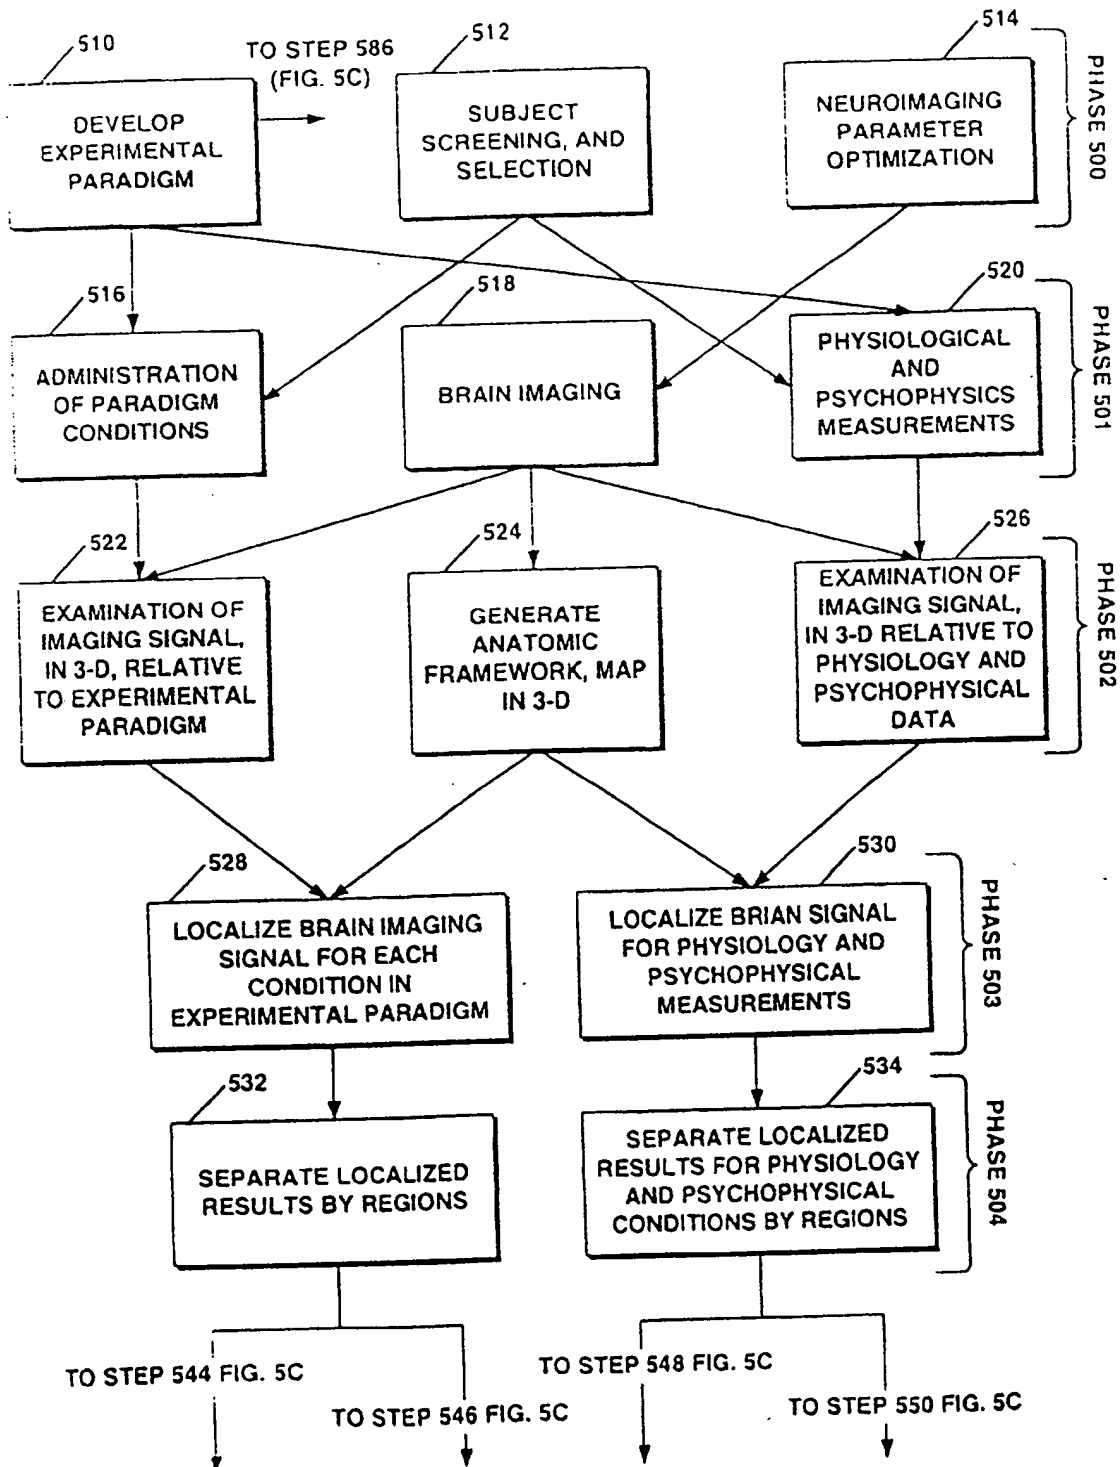 510
TO STEP 586
(FIG. 5C)
512
514
DEVELOP
EXPERIMENTAL
PARADIGM
SUBJECT
SCREENING, AND
SELECTION
NEUROIMAGING
PARAMETER
OPTIMIZATION
PHASE 500
516
518
520
ADMINISTRATION
OF PARADIGM
CONDITIONS
BRAIN IMAGING
PHYSIOLOGICAL
AND
PSYCHOPHYSICS
MEASUREMENTS
PHASE 501
522
524
526
EXAMINATION OF
IMAGING SIGNAL,
IN 3-D, RELATIVE
TO EXPERIMENTAL
PARADIGM
GENERATE
ANATOMIC
FRAMEWORK, MAP
IN 3-D
EXAMINATION OF
IMAGING SIGNAL,
IN 3-D RELATIVE TO
PHYSIOLOGY AND
PSYCHOPHYSICAL
DATA
PHASE 502
528
530
LOCALIZE BRAIN IMAGING
SIGNAL FOR EACH
CONDITION IN
EXPERIMENTAL PARADIGM
LOCALIZE BRIAN SIGNAL
FOR PHYSIOLOGY AND
PSYCHOPHYSICAL
MEASUREMENTS
PHASE 503
532
534
SEPARATE LOCALIZED
RESULTS BY REGIONS
SEPARATE LOCALIZED
RESULTS FOR PHYSIOLOGY
AND PSYCHOPHYSICAL
CONDITIONS BY REGIONS
PHASE 504
TO STEP 544 FIG. 5C
TO STEP 546 FIG. 5C
TO STEP 548 FIG. 5C
TO STEP 550 FIG. 5C